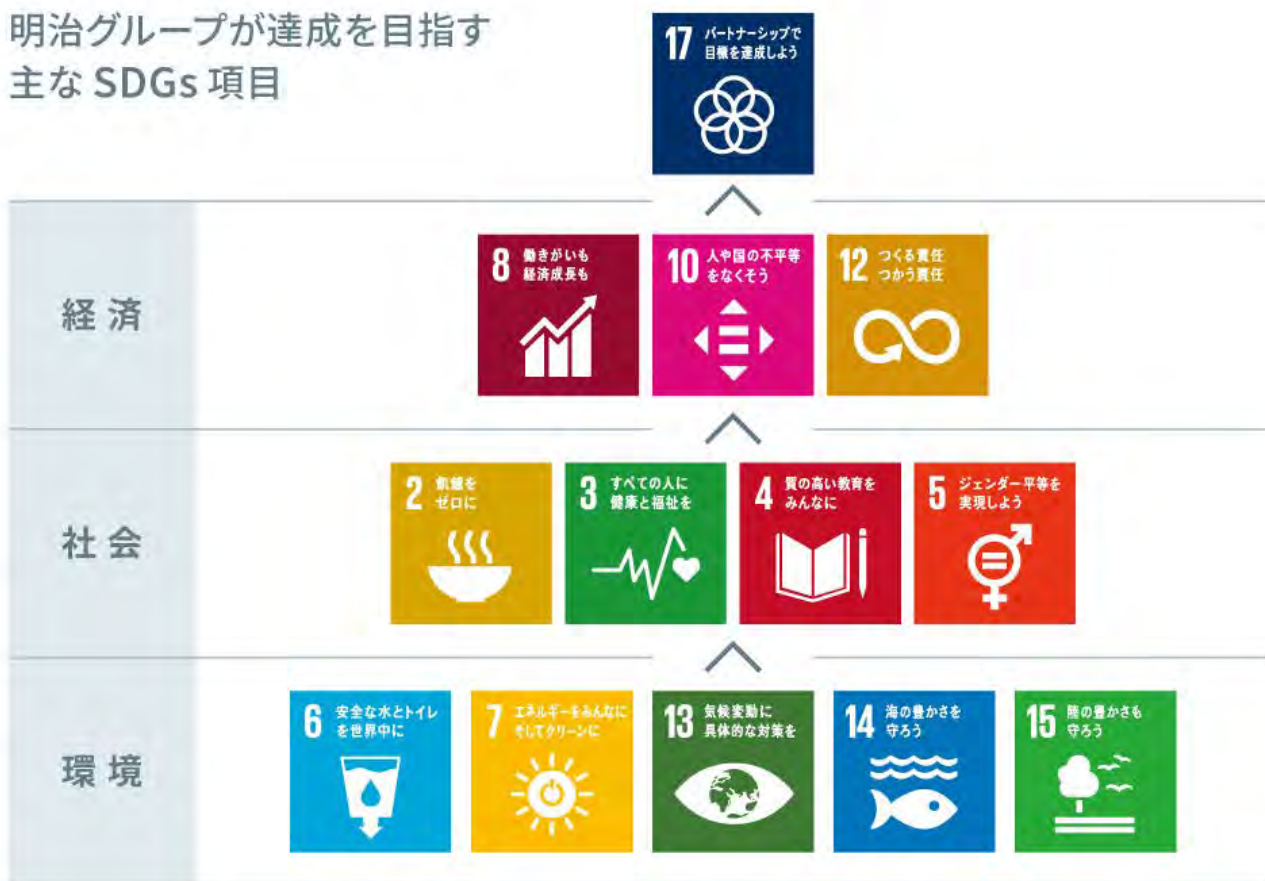 明治グループが達成を目指す
主な SDGs 項目
17 パートナーシップで
目標を達成しよう
経済
8 働きがいも
経済成長も
10 人や国の不平等
をなくそう
12 つくる責任
つかう責任
社会
2 飢餓を
ゼロに
3 すべての人に
健康と福祉を
4 質の高い教育を
みんなに
5 ジェンダー平等を
実現しよう
環境
6 安全な水とトイレ
を世界中に
7 エネルギーをみんなに
そしてクリーンに
13 気候変動に
具体的な対策を
14 海の豊かさを
守ろう
15 陸の豊かさも
守ろう